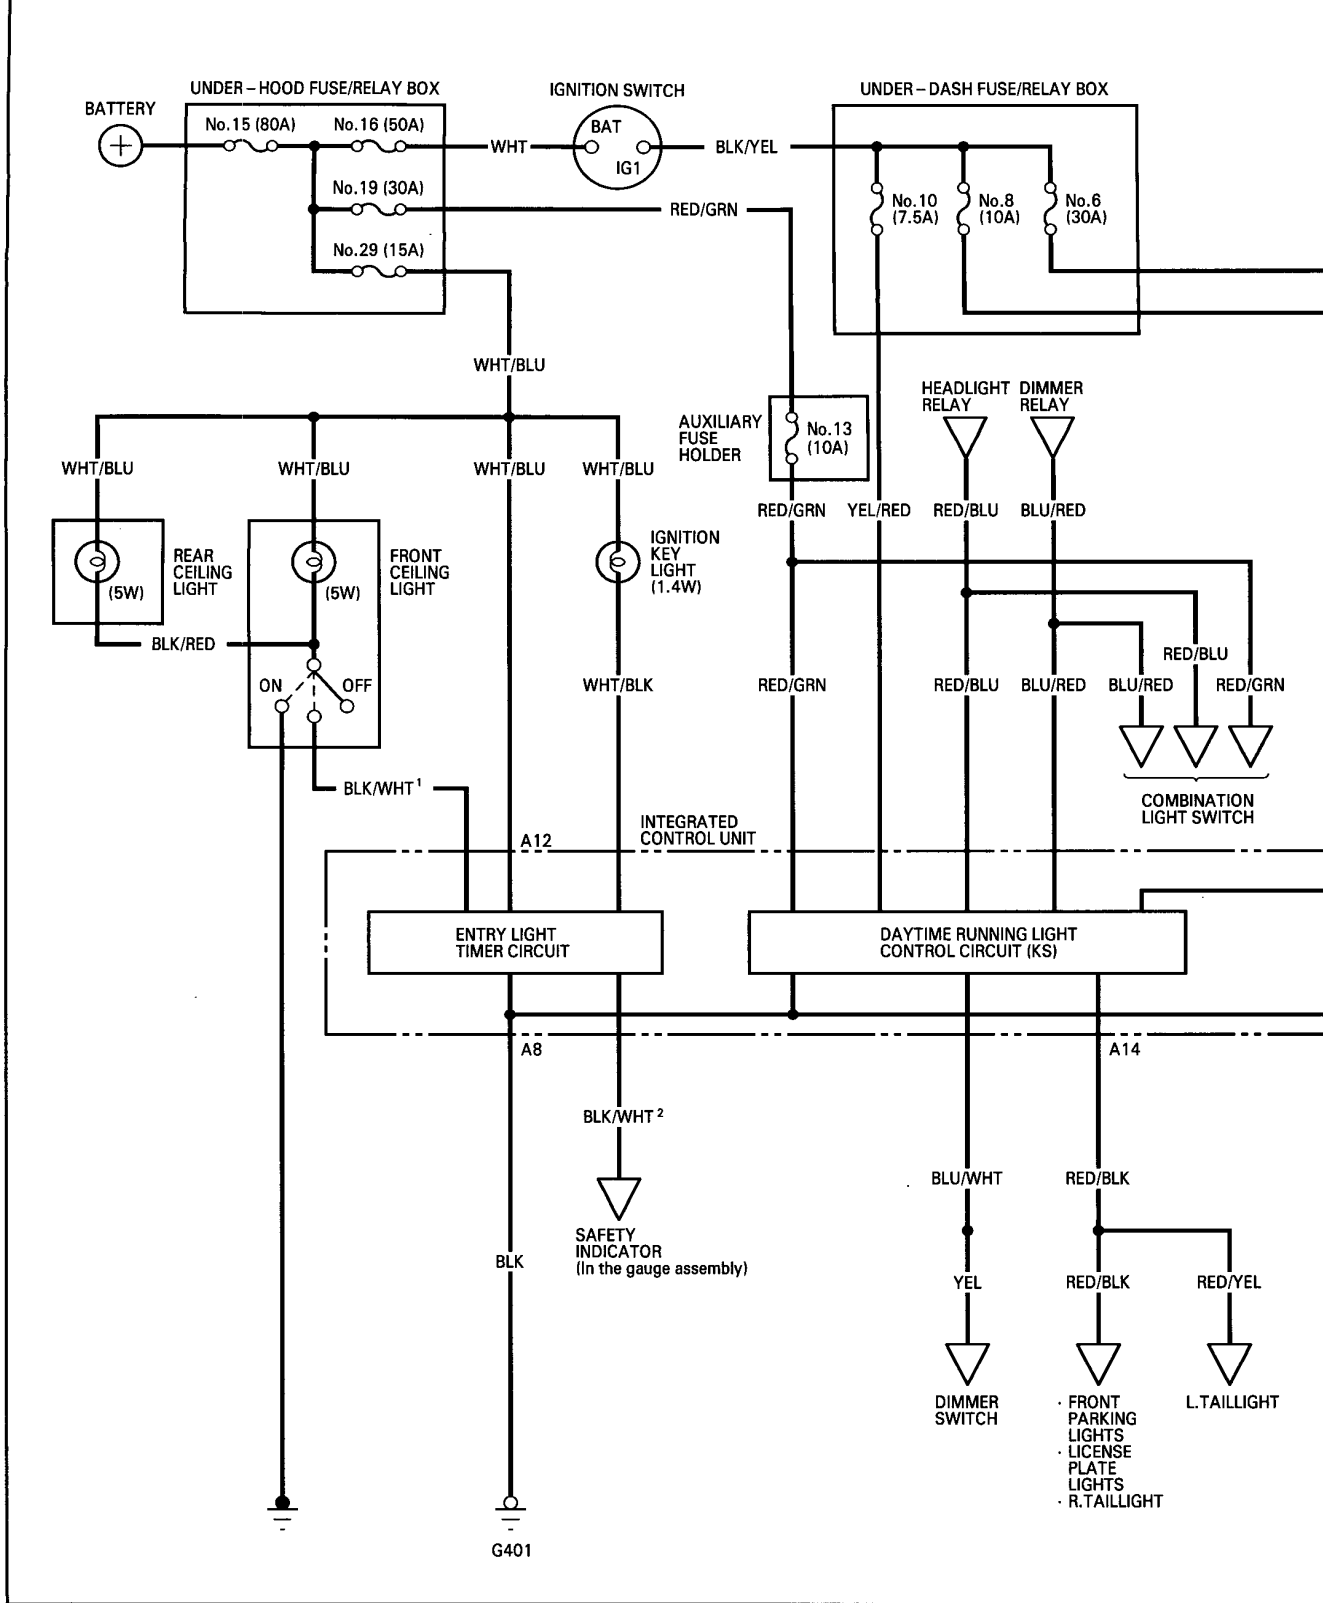 UNDER-HOOD FUSE/RELAY BOX
IGNITION SWITCH
UNDER-DASH FUSE/RELAY BOX
BATTERY
No.15 (80A)
No.16 (50A)
WHT
BAT
IG1
BLK/YEL
No.19 (30A)
RED/GRN
No.10
(7.5A)
No.8
(10A)
No.6
(30A)
No.29 (15A)
WHT/BLU
HEADLIGHT
RELAY
DIMMER
RELAY
AUXILIARY
FUSE
HOLDER
No.13
(10A)
WHT/BLU
WHT/BLU
WHT/BLU
WHT/BLU
RED/GRN
YEL/RED
RED/BLU
BLU/RED
REAR
CEILING
LIGHT
(5W)
FRONT
CEILING
LIGHT
(5W)
IGNITION
KEY
LIGHT
(1.4W)
BLK/RED
ON
OFF
WHT/BLK
RED/GRN
RED/BLU
BLU/RED
BLU/RED
RED/BLU
RED/GRN
BLK/WHT 1
COMBINATION
LIGHT SWITCH
INTEGRATED
CONTROL UNIT
A12
ENTRY LIGHT
TIMER CIRCUIT
DAYTIME RUNNING LIGHT
CONTROL CIRCUIT (KS)
A8
A14
BLK/WHT 2
BLU/WHT
RED/BLK
SAFETY
INDICATOR
(In the gauge assembly)
BLK
YEL
RED/BLK
RED/YEL
DIMMER
SWITCH
· FRONT
PARKING
LIGHTS
· LICENSE
PLATE
LIGHTS
· R.TAILLIGHT
L.TAILLIGHT
G401